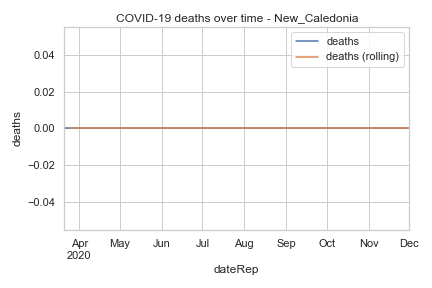 COVID-19 deaths over time - New_Caledonia
deaths
deaths (rolling)
0.04
0.02
0.00
−0.02
−0.04
deaths
Apr May Jun Jul Aug Sep Oct Nov Dec
2020
dateRep